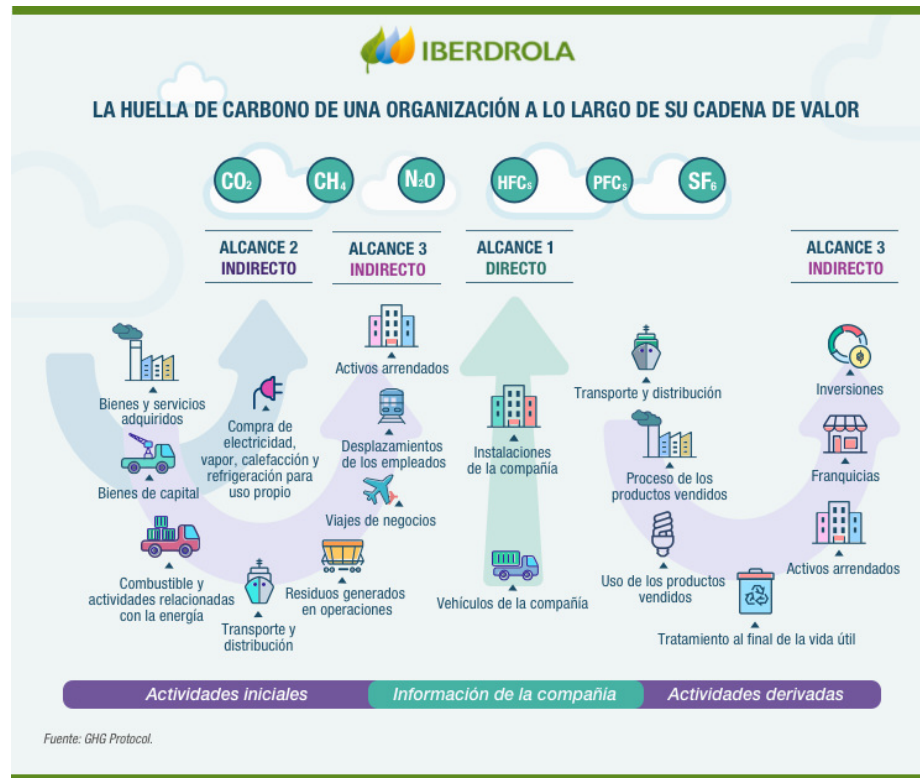 IBERDROLA
LA HUELLA DE CARBONO DE UNA ORGANIZACIÓN A LO LARGO DE SU CADENA DE VALOR
CO₂
CH₄
N₂O
HFCₛ
PFCₛ
SF₆
ALCANCE 2
INDIRECTO
ALCANCE 3
INDIRECTO
ALCANCE 1
DIRECTO
ALCANCE 3
INDIRECTO
Bienes y servicios
adquiridos
Bienes de capital
Combustible y
actividades relacionadas
con la energía
Compra de
electricidad,
vapor, calefacción y
refrigeración para
uso propio
Transporte y
distribución
Activos arrendados
Desplazamientos
de los empleados
Viajes de negocios
Residuos generados
en operaciones
Instalaciones
de la compañía
Vehículos de la compañía
Transporte y distribución
Proceso de los
productos vendidos
Uso de los productos
vendidos
Tratamiento al final de la vida útil
Inversiones
Franquicias
Activos arrendados
Actividades iniciales
Información de la compañía
Actividades derivadas
Fuente: GHG Protocol.